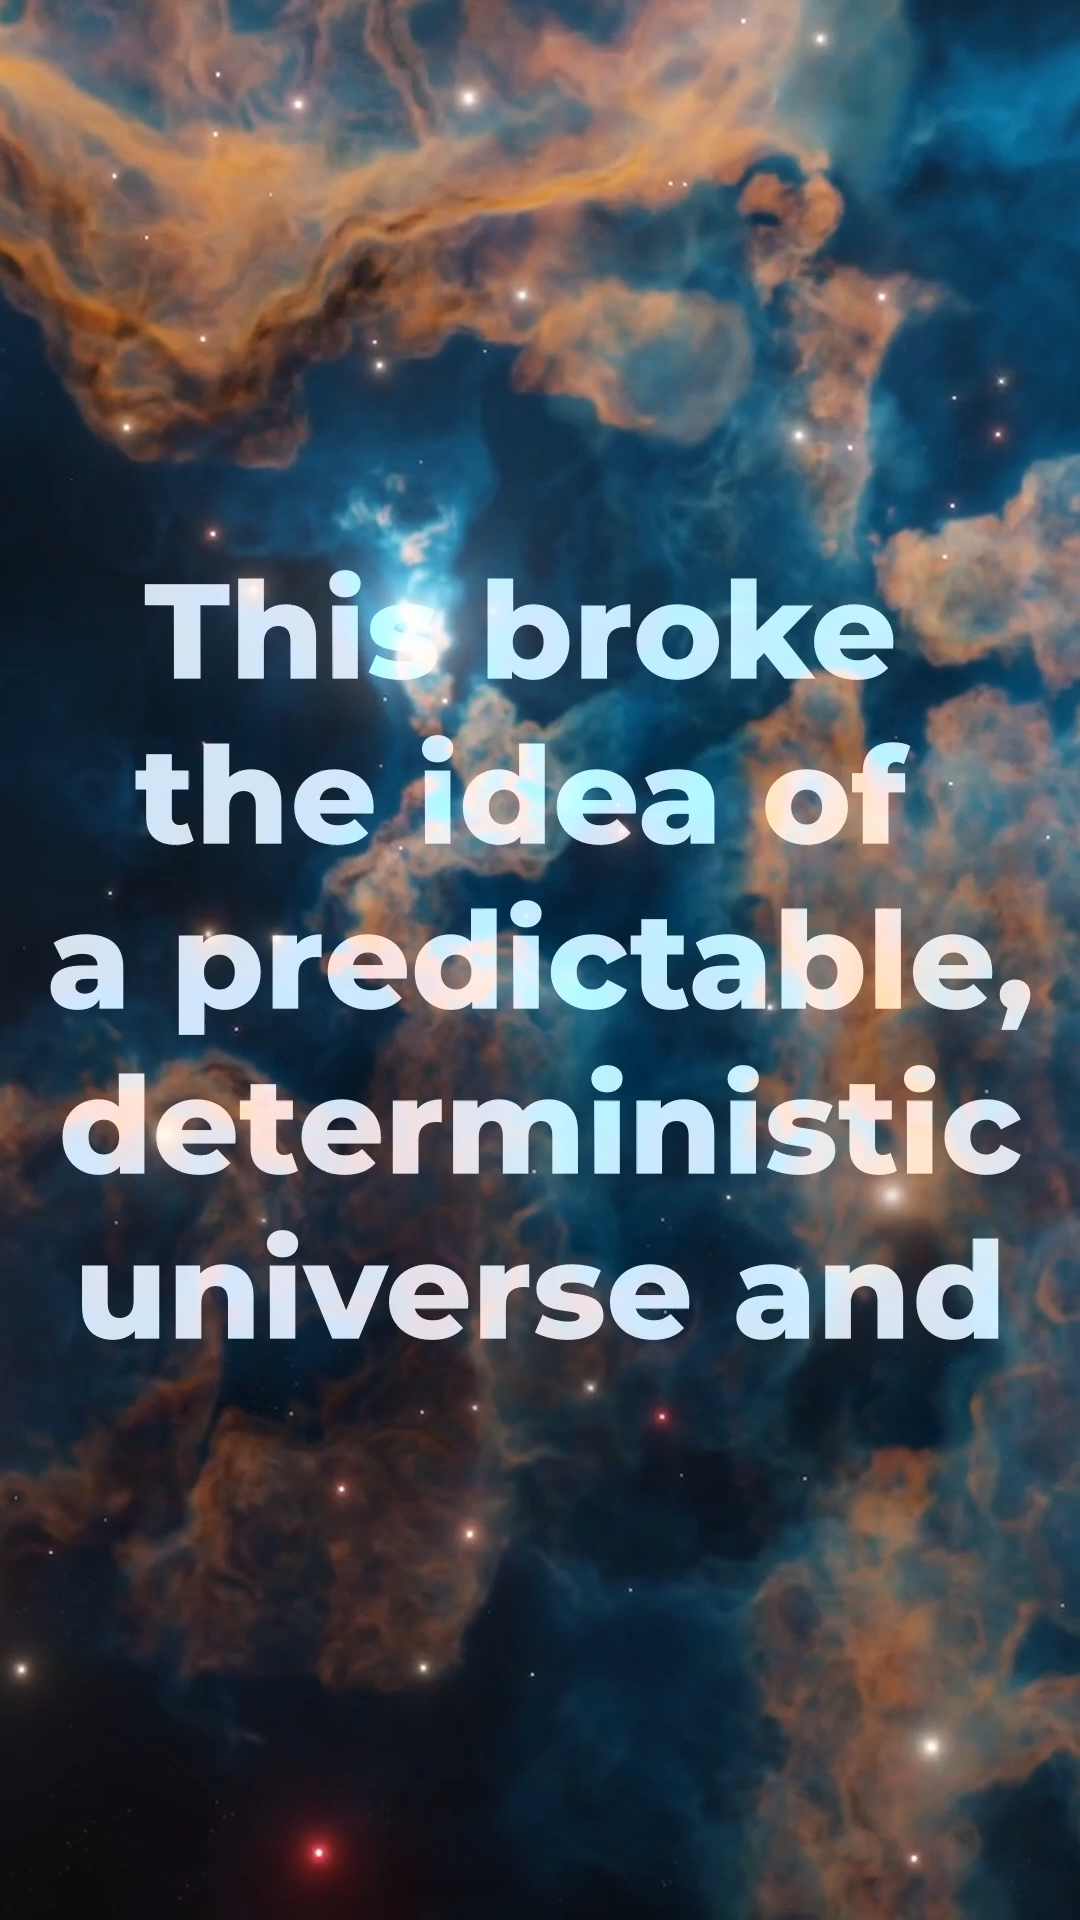 This broke
the idea of
a predictable,
deterministic
universe and